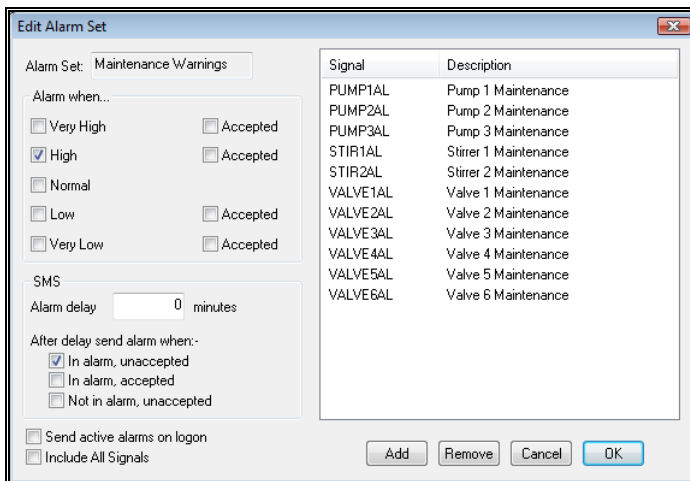 Edit Alarm Set
Alarm Set: Maintenance Warnings
Alarm when...
Very High Accepted
High Accepted
Normal
Low Accepted
Very Low Accepted
SMS
Alarm delay 0 minutes
After delay send alarm when:-
In alarm, unaccepted
In alarm, accepted
Not in alarm, unaccepted
Send active alarms on logon
Include All Signals
Signal Description
PUMP1AL Pump 1 Maintenance
PUMP2AL Pump 2 Maintenance
PUMP3AL Pump 3 Maintenance
STIR1AL Stirrer 1 Maintenance
STIR2AL Stirrer 2 Maintenance
VALVE1AL Valve 1 Maintenance
VALVE2AL Valve 2 Maintenance
VALVE3AL Valve 3 Maintenance
VALVE4AL Valve 4 Maintenance
VALVE5AL Valve 5 Maintenance
VALVE6AL Valve 6 Maintenance
Add Remove Cancel OK